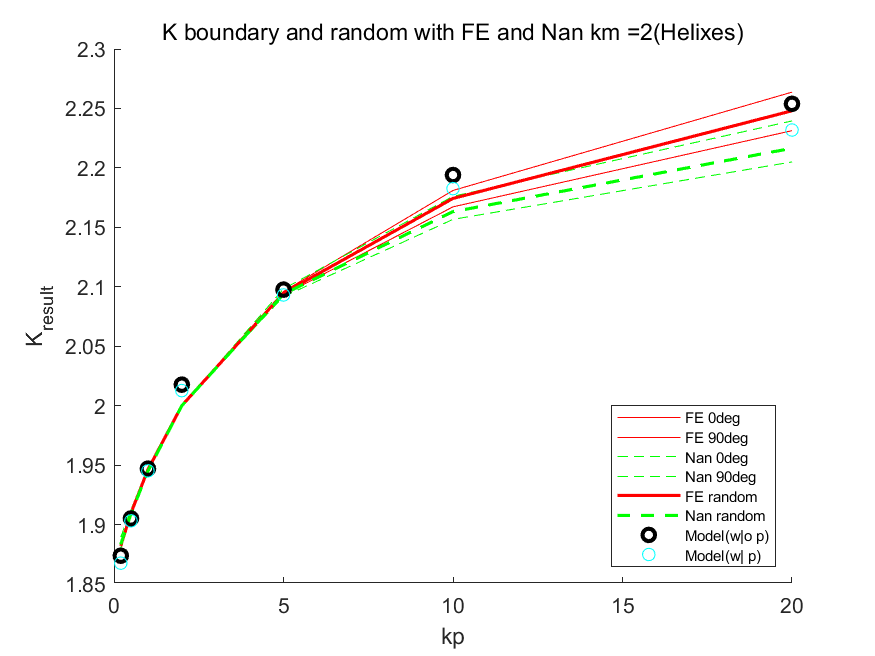 K boundary and random with FE and Nan km =2(Helixes)
2.3
2.25
2.2
2.15
2.1
2.05
2
1.95
1.9
1.85
K_result
0 5 10 15 20
kp
FE 0deg
FE 90deg
Nan 0deg
Nan 90deg
FE random
Nan random
Model(w|o p)
Model(w| p)